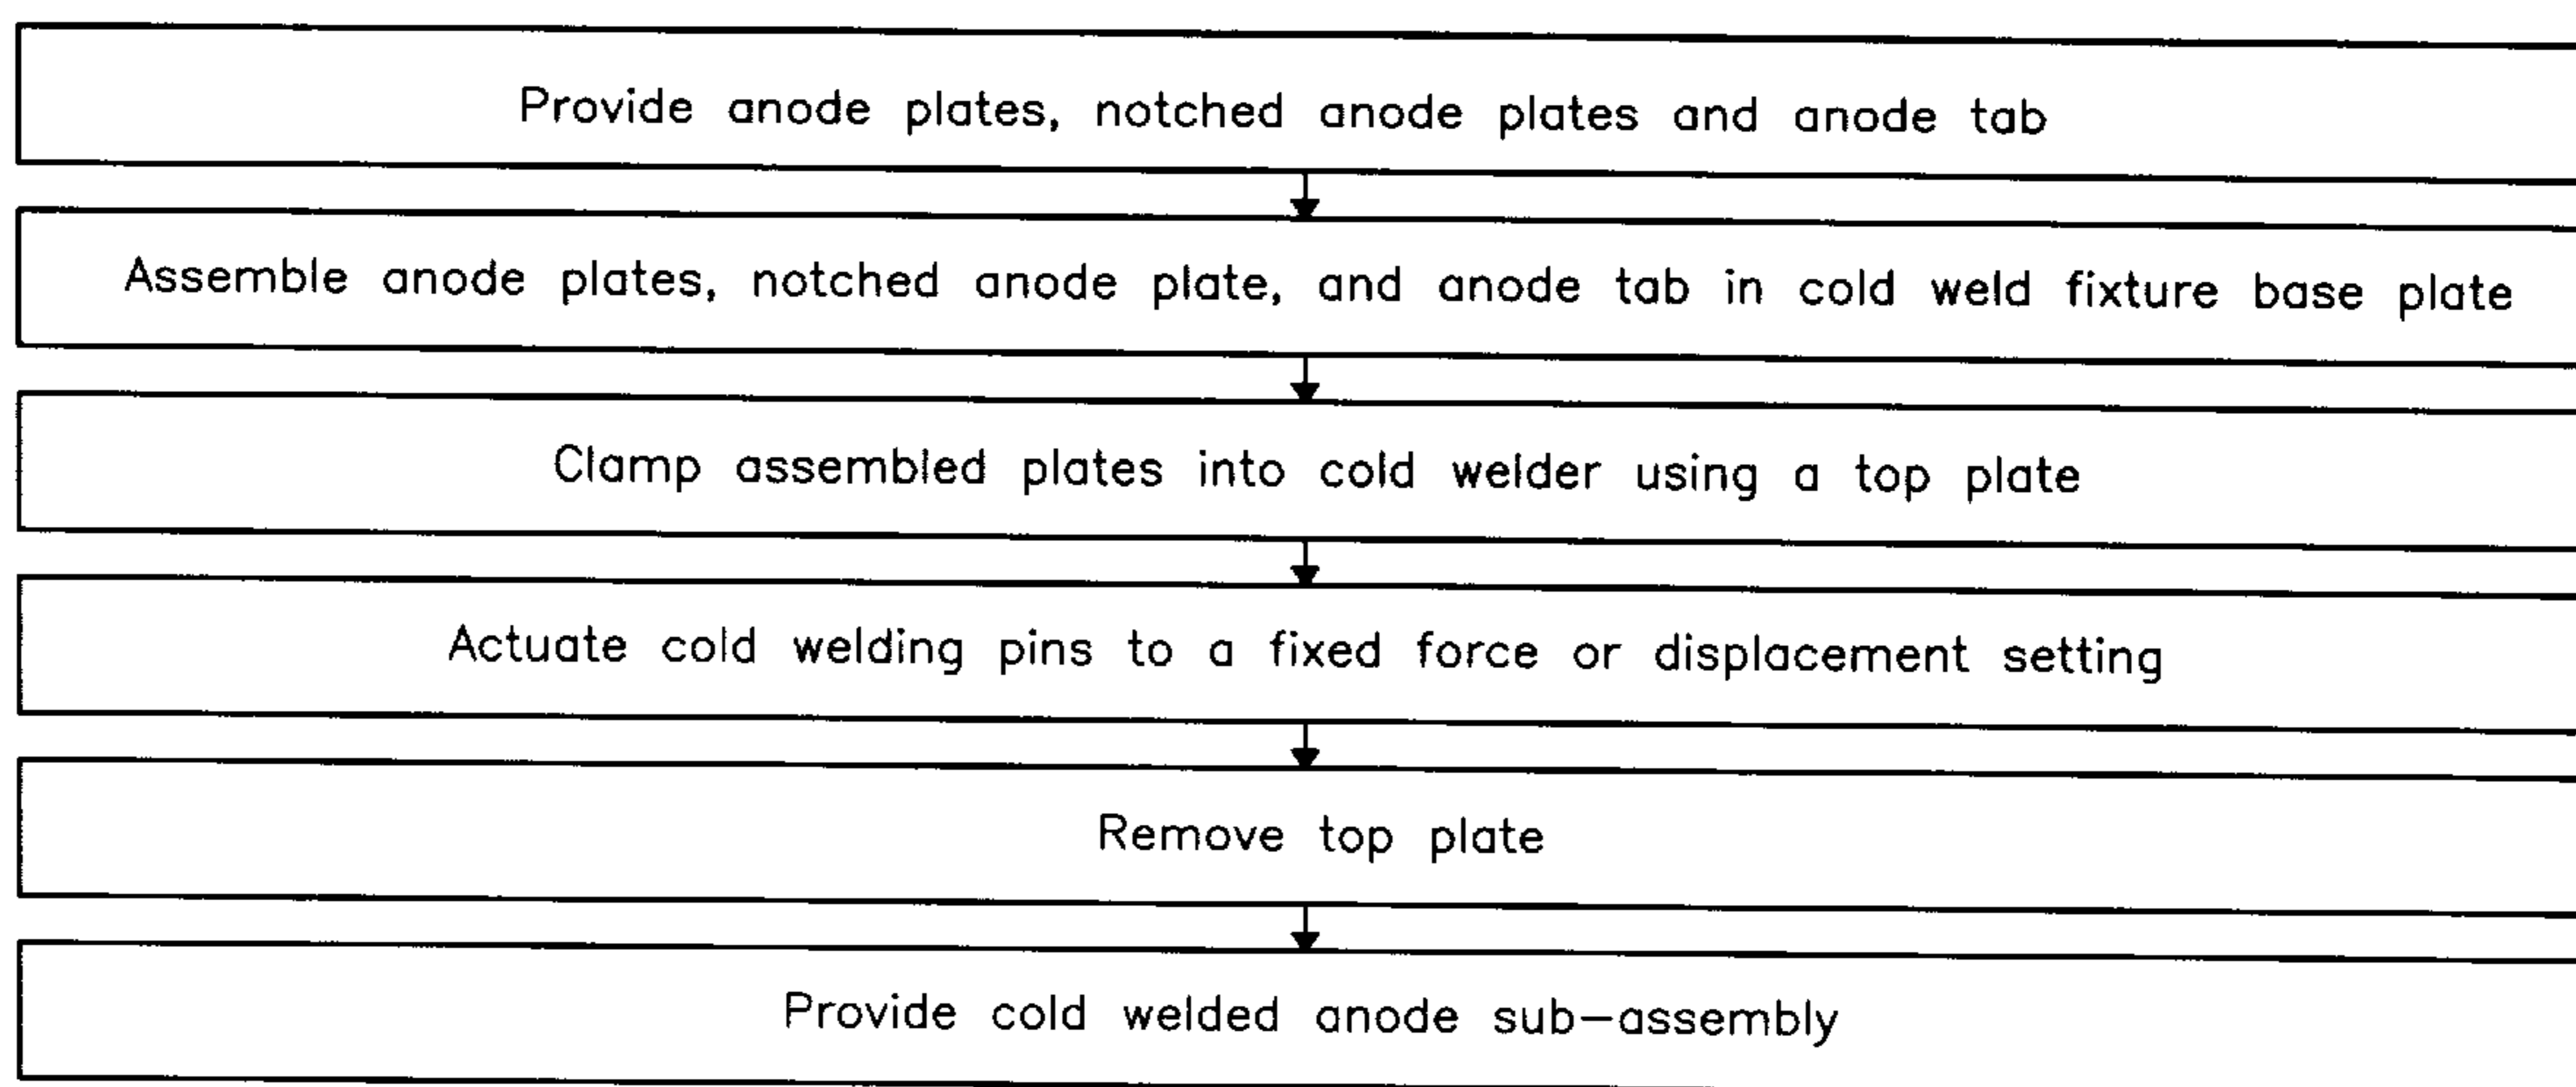 Provide anode plates, notched anode plates and anode tab
Assemble anode plates, notched anode plate, and anode tab in cold weld fixture base plate
Clamp assembled plates into cold welder using a top plate
Actuate cold welding pins to a fixed force or displacement setting
Remove top plate
Provide cold welded anode sub-assembly